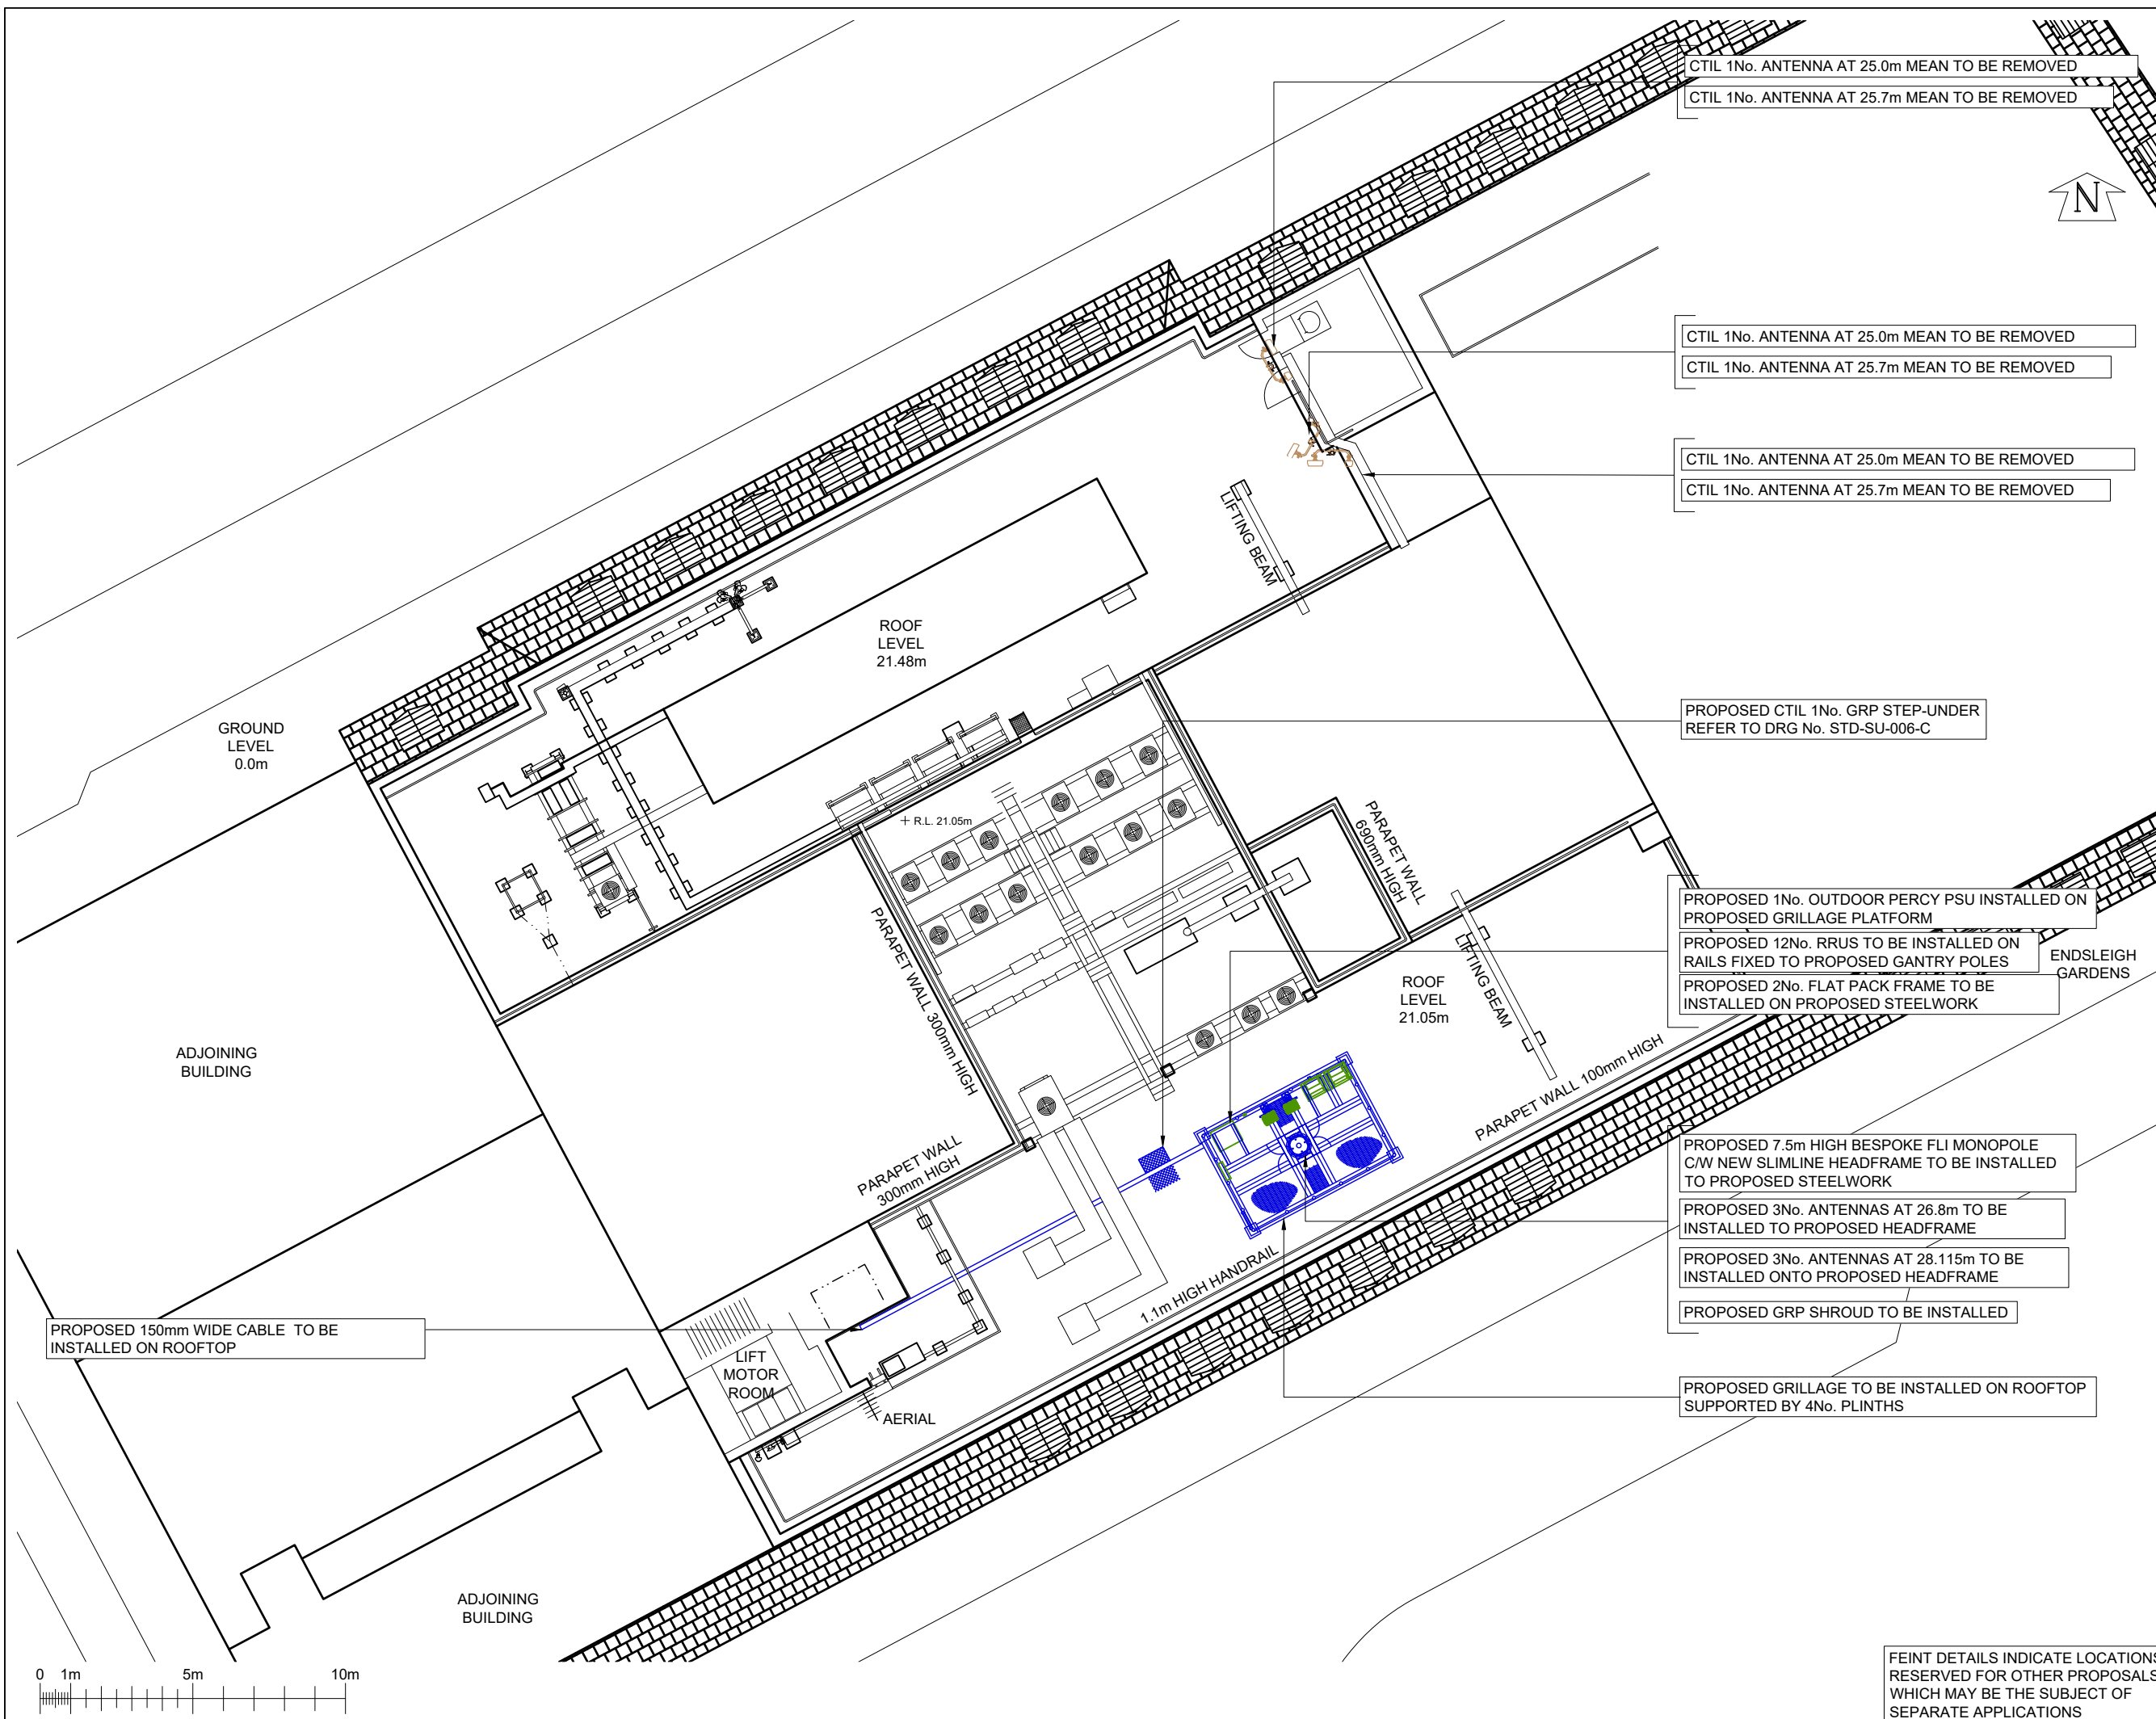 CTIL 1No. ANTENNA AT 25.0m MEAN TO BE REMOVED
CTIL 1No. ANTENNA AT 25.7m MEAN TO BE REMOVED
N
CTIL 1No. ANTENNA AT 25.0m MEAN TO BE REMOVED
CTIL 1No. ANTENNA AT 25.7m MEAN TO BE REMOVED
CTIL 1No. ANTENNA AT 25.0m MEAN TO BE REMOVED
CTIL 1No. ANTENNA AT 25.7m MEAN TO BE REMOVED
LIFTING BEAM
ROOF
LEVEL
21.48m
GROUND
LEVEL
0.0m
PROPOSED CTIL 1No. GRP STEP-UNDER
REFER TO DRG No. STD-SU-006-C
+ R.L. 21.05m
PARAPET WALL
690mm HIGH
PARAPET WALL 300mm HIGH
PROPOSED 1No. OUTDOOR PERCY PSU INSTALLED ON
PROPOSED GRILLAGE PLATFORM
PROPOSED 12No. RRUS TO BE INSTALLED ON
RAILS FIXED TO PROPOSED GANTRY POLES
PROPOSED 2No. FLAT PACK FRAME TO BE
INSTALLED ON PROPOSED STEELWORK
ENDSLEIGH
GARDENS
LIFTING BEAM
ROOF
LEVEL
21.05m
ADJOINING
BUILDING
PARAPET WALL 100mm HIGH
PARAPET WALL
300mm HIGH
PROPOSED 7.5m HIGH BESPOKE FLI MONOPOLE
C/W NEW SLIMLINE HEADFRAME TO BE INSTALLED
TO PROPOSED STEELWORK
PROPOSED 3No. ANTENNAS AT 26.8m TO BE
INSTALLED TO PROPOSED HEADFRAME
PROPOSED 3No. ANTENNAS AT 28.115m TO BE
INSTALLED ONTO PROPOSED HEADFRAME
PROPOSED GRP SHROUD TO BE INSTALLED
1.1m HIGH HANDRAIL
PROPOSED 150mm WIDE CABLE TO BE
INSTALLED ON ROOFTOP
LIFT
MOTOR
ROOM
AERIAL
PROPOSED GRILLAGE TO BE INSTALLED ON ROOFTOP
SUPPORTED BY 4No. PLINTHS
ADJOINING
BUILDING
0 1m 5m 10m
FEINT DETAILS INDICATE LOCATIONS
RESERVED FOR OTHER PROPOSALS
WHICH MAY BE THE SUBJECT OF
SEPARATE APPLICATIONS